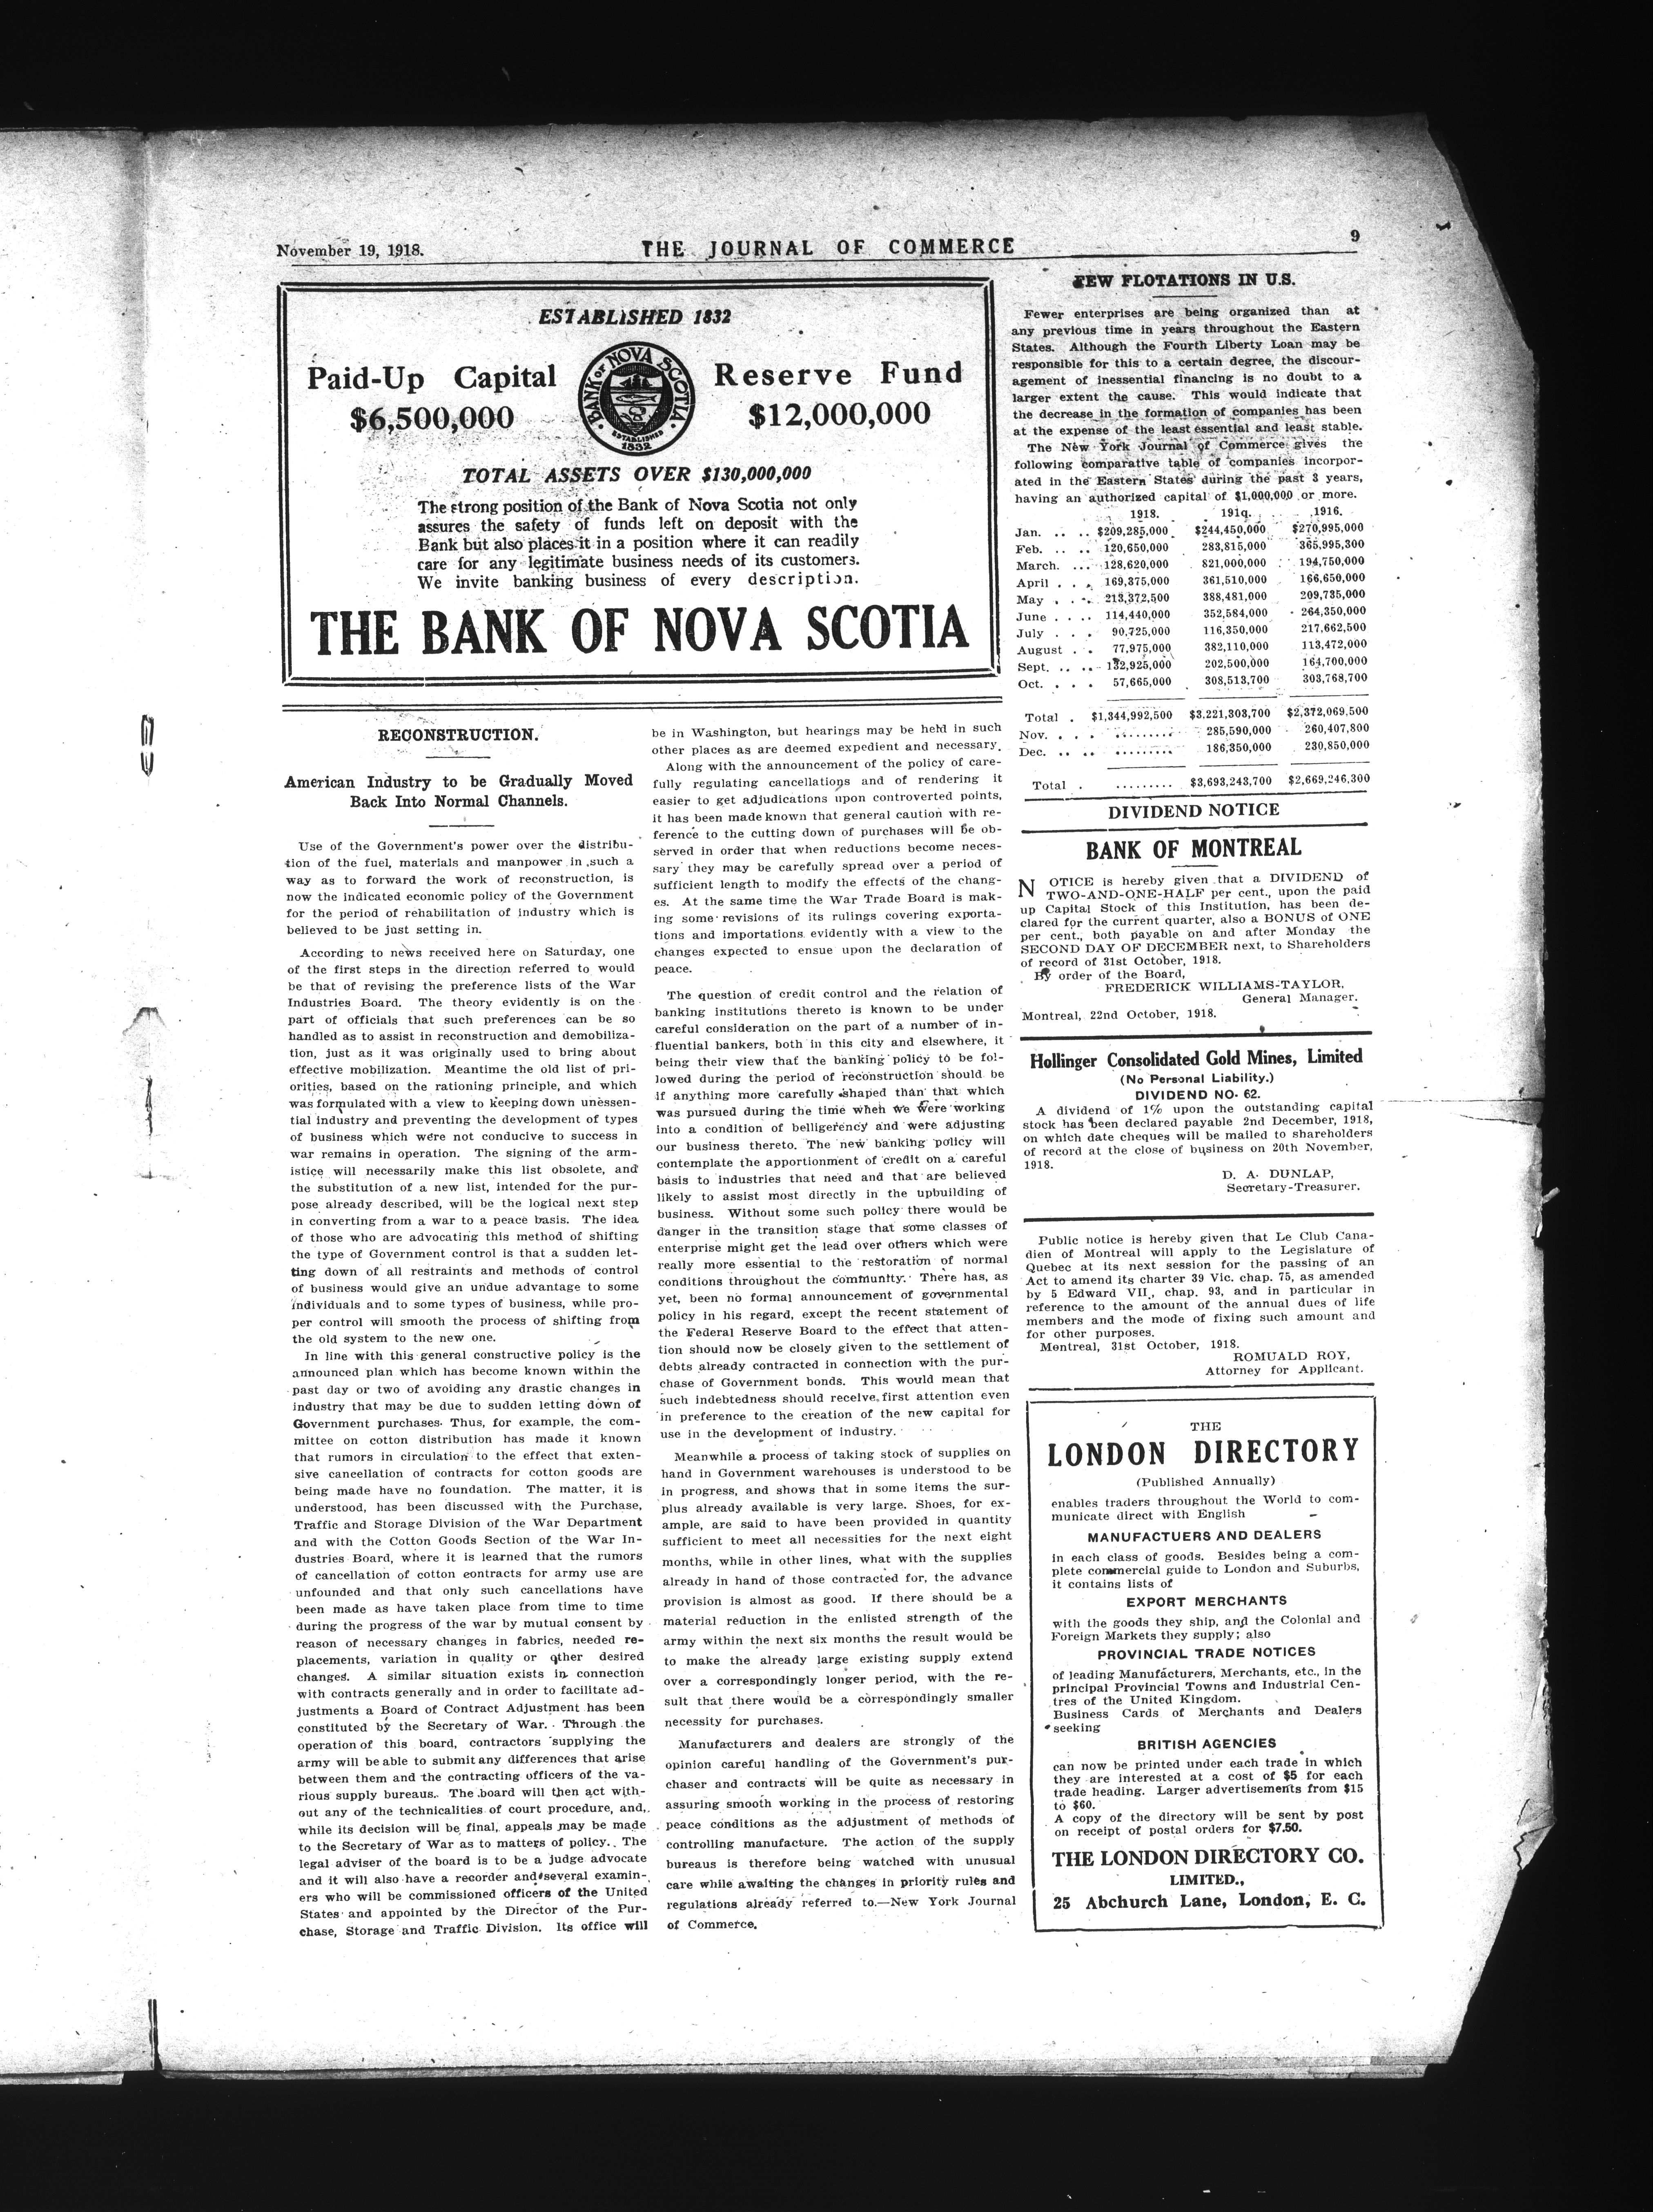 November 19, 1918.
THE JOURNAL OF COMMERCE
9
ESTABLISHED 1832
Paid-Up Capital
$6,500,000
BANK OF NOVA SCOTIA
ESTABLISHED
1832
Reserve Fund
$12,000,000
TOTAL ASSETS OVER $130,000,000
The strong position of the Bank of Nova Scotia not only
assures the safety of funds left on deposit with the
Bank but also places it in a position where it can readily
care for any legitimate business needs of its customers.
We invite banking business of every description.
THE BANK OF NOVA SCOTIA
RECONSTRUCTION.
American Industry to be Gradually Moved
Back Into Normal Channels.
Use of the Government's power over the distribu-
tion of the fuel, materials and manpower in such a
way as to forward the work of reconstruction, is
now the indicated economic policy of the Government
for the period of rehabilitation of industry which is
believed to be just setting in.
According to news received here on Saturday, one
of the first steps in the direction referred to would
be that of revising the preference lists of the War
Industries Board. The theory evidently is on the
part of officials that such preferences can be so
handled as to assist in reconstruction and demobiliza-
tion, just as it was originally used to bring about
effective mobilization. Meantime the old list of pri-
orities, based on the rationing principle, and which
was formulated with a view to keeping down unessen-
tial industry and preventing the development of types
of business which were not conducive to success in
war remains in operation. The signing of the arm-
istice will necessarily make this list obsolete, and
the substitution of a new list, intended for the pur-
pose already described, will be the logical next step
in converting from a war to a peace basis. The idea
of those who are advocating this method of shifting
the type of Government control is that a sudden let-
ting down of all restraints and methods of control
of business would give an undue advantage to some
individuals and to some types of business, while pro-
per control will smooth the process of shifting from
the old system to the new one.
In line with this general constructive policy is the
announced plan which has become known within the
past day or two of avoiding any drastic changes in
industry that may be due to sudden letting down of
Government purchases. Thus, for example, the com-
mittee on cotton distribution has made it known
that rumors in circulation to the effect that exten-
sive cancellation of contracts for cotton goods are
being made have no foundation. The matter, it is
understood, has been discussed with the Purchase,
Traffic and Storage Division of the War Department
and with the Cotton Goods Section of the War In-
dustries Board, where it is learned that the rumors
of cancellation of cotton contracts for army use are
unfounded and that only such cancellations have
been made as have taken place from time to time
during the progress of the war by mutual consent by
reason of necessary changes in fabrics, needed re-
placements, variation in quality or other desired
changes. A similar situation exists in connection
with contracts generally and in order to facilitate ad-
justments a Board of Contract Adjustment has been
constituted by the Secretary of War. Through the
operation of this board, contractors supplying the
army will be able to submit any differences that arise
between them and the contracting officers of the va-
rious supply bureaus. The board will then act with-
out any of the technicalities of court procedure, and,
while its decision will be final, appeals may be made
to the Secretary of War as to matters of policy. The
legal adviser of the board is to be a judge advocate
and it will also have a recorder and several examin-
ers who will be commissioned officers of the United
States and appointed by the Director of the Pur-
chase, Storage and Traffic Division. Its office will
be in Washington, but hearings may be held in such
other places as are deemed expedient and necessary.
Along with the announcement of the policy of care-
fully regulating cancellations and of rendering it
easier to get adjudications upon controverted points,
it has been made known that general caution with re-
ference to the cutting down of purchases will be ob-
served in order that when reductions become neces-
sary they may be carefully spread over a period of
sufficient length to modify the effects of the chang-
es. At the same time the War Trade Board is mak-
ing some revisions of its rulings covering exporta-
tions and importations evidently with a view to the
changes expected to ensue upon the declaration of
peace.
The question of credit control and the relation of
banking institutions thereto is known to be under
careful consideration on the part of a number of in-
fluential bankers, both in this city and elsewhere, it
being their view that the banking policy to be fol-
lowed during the period of reconstruction should be
if anything more carefully shaped than that which
was pursued during the time when we were working
into a condition of belligerency and were adjusting
our business thereto. The new banking policy will
contemplate the apportionment of credit on a careful
basis to industries that need and that are believed
likely to assist most directly in the upbuilding of
business. Without some such policy there would be
danger in the transition stage that some classes of
enterprise might get the lead over others which were
really more essential to the restoration of normal
conditions throughout the community. There has, as
yet, been no formal announcement of governmental
policy in his regard, except the recent statement of
the Federal Reserve Board to the effect that atten-
tion should now be closely given to the settlement of
debts already contracted in connection with the pur-
chase of Government bonds. This would mean that
such indebtedness should receive first attention even
in preference to the creation of the new capital for
use in the development of industry.
Meanwhile a process of taking stock of supplies on
hand in Government warehouses is understood to be
in progress, and shows that in some items the sur-
plus already available is very large. Shoes, for ex-
ample, are said to have been provided in quantity
sufficient to meet all necessities for the next eight
months, while in other lines, what with the supplies
already in hand of those contracted for, the advance
provision is almost as good. If there should be a
material reduction in the enlisted strength of the
army within the next six months the result would be
to make the already large existing supply extend
over a correspondingly longer period, with the re-
sult that there would be a correspondingly smaller
necessity for purchases.
Manufacturers and dealers are strongly of the
opinion careful handling of the Government's pur-
chaser and contracts will be quite as necessary in
assuring smooth working in the process of restoring
peace conditions as the adjustment of methods of
controlling manufacture. The action of the supply
bureaus is therefore being watched with unusual
care while awaiting the changes in priority rules and
regulations already referred to.—New York Journal
of Commerce.
FEW FLOTATIONS IN U.S.
Fewer enterprises are being organized than at
any previous time in years throughout the Eastern
States. Although the Fourth Liberty Loan may be
responsible for this to a certain degree, the discour-
agement of inessential financing is no doubt to a
larger extent the cause. This would indicate that
the decrease in the formation of companies has been
at the expense of the least essential and least stable.
The New York Journal of Commerce gives the
following comparative table of companies incorpor-
ated in the Eastern States during the past 3 years,
having an authorized capital of $1,000,000 or more.
1918. 191q. 1916.
Jan. .. .. $209,285,000 $244,450,000 $270,995,000
Feb. .. .. 120,650,000 283,815,000 365,995,300
March. ... 128,620,000 821,000,000 194,750,000
April . . . 169,375,000 361,510,000 166,650,000
May . . . 213,372,500 388,481,000 209,735,000
June . . .. 114,440,000 352,584,000 264,350,000
July . . . 90,725,000 116,350,000 217,662,500
August . . 77,975,000 382,110,000 113,472,000
Sept. .. .. 132,925,000 202,500,000 164,700,000
Oct. . . . 57,665,000 308,513,700 303,768,700
Total . $1,344,992,500 $3.221,303,700 $2,372,069,500
Nov. . . . ......... 285,590,000 260,407,800
Dec. .. .. ......... 186,350,000 230,850,000
Total . ......... $3,693,243,700 $2,669,246,300
DIVIDEND NOTICE
BANK OF MONTREAL
NOTICE is hereby given that a DIVIDEND of
TWO-AND-ONE-HALF per cent., upon the paid
up Capital Stock of this Institution, has been de-
clared for the current quarter, also a BONUS of ONE
per cent., both payable on and after Monday the
SECOND DAY OF DECEMBER next, to Shareholders
of record of 31st October, 1918.
By order of the Board,
FREDERICK WILLIAMS-TAYLOR,
General Manager.
Montreal, 22nd October, 1918.
Hollinger Consolidated Gold Mines, Limited
(No Personal Liability.)
DIVIDEND NO. 62.
A dividend of 1% upon the outstanding capital
stock has been declared payable 2nd December, 1918,
on which date cheques will be mailed to shareholders
of record at the close of business on 20th November,
1918.
D. A. DUNLAP,
Secretary-Treasurer.
Public notice is hereby given that Le Club Cana-
dien of Montreal will apply to the Legislature of
Quebec at its next session for the passing of an
Act to amend its charter 39 Vic. chap. 75, as amended
by 5 Edward VII., chap. 93, and in particular in
reference to the amount of the annual dues of life
members and the mode of fixing such amount and
for other purposes.
Montreal, 31st October, 1918.
ROMUALD ROY,
Attorney for Applicant.
THE
LONDON DIRECTORY
(Published Annually)
enables traders throughout the World to com-
municate direct with English
MANUFACTUERS AND DEALERS
in each class of goods. Besides being a com-
plete commercial guide to London and Suburbs,
it contains lists of
EXPORT MERCHANTS
with the goods they ship, and the Colonial and
Foreign Markets they supply; also
PROVINCIAL TRADE NOTICES
of leading Manufacturers, Merchants, etc., in the
principal Provincial Towns and Industrial Cen-
tres of the United Kingdom.
Business Cards of Merchants and Dealers
seeking
BRITISH AGENCIES
can now be printed under each trade in which
they are interested at a cost of $5 for each
trade heading. Larger advertisements from $15
to $60.
A copy of the directory will be sent by post
on receipt of postal orders for $7.50.
THE LONDON DIRECTORY CO.
LIMITED.,
25 Abchurch Lane, London, E. C.